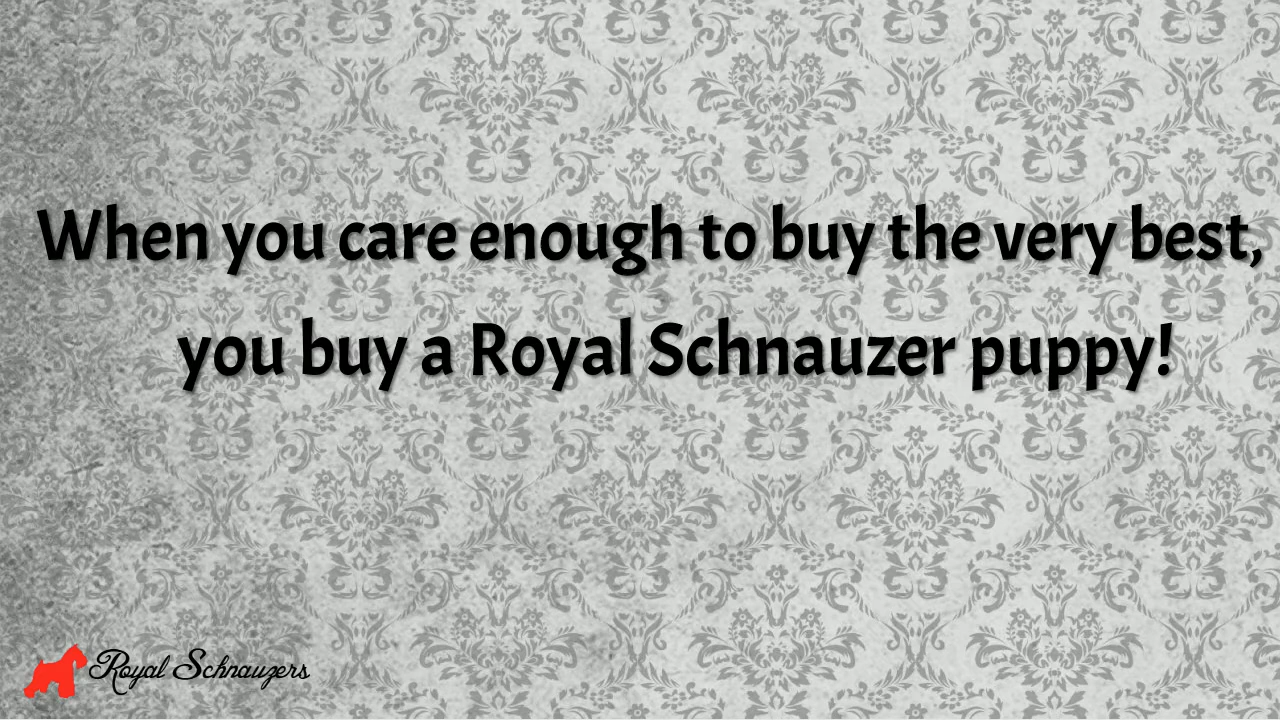 When you care enough to buy the very best,
you buy a Royal Schnauzer puppy!
Royal Schnauzers